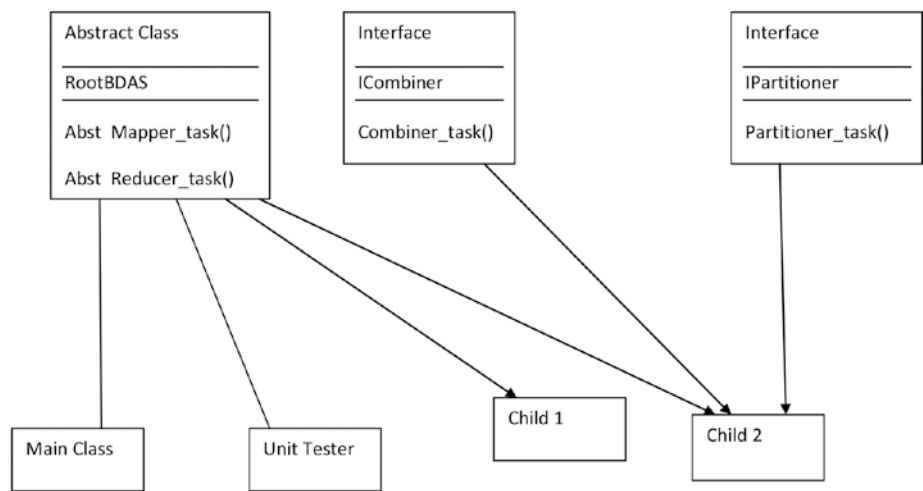 Abstract Class
RootBDAS
Abst Mapper_task()
Abst Reducer_task()
Interface
ICombiner
Combiner_task()
Interface
IPartitioner
Partitioner_task()
Main Class
Unit Tester
Child 1
Child 2